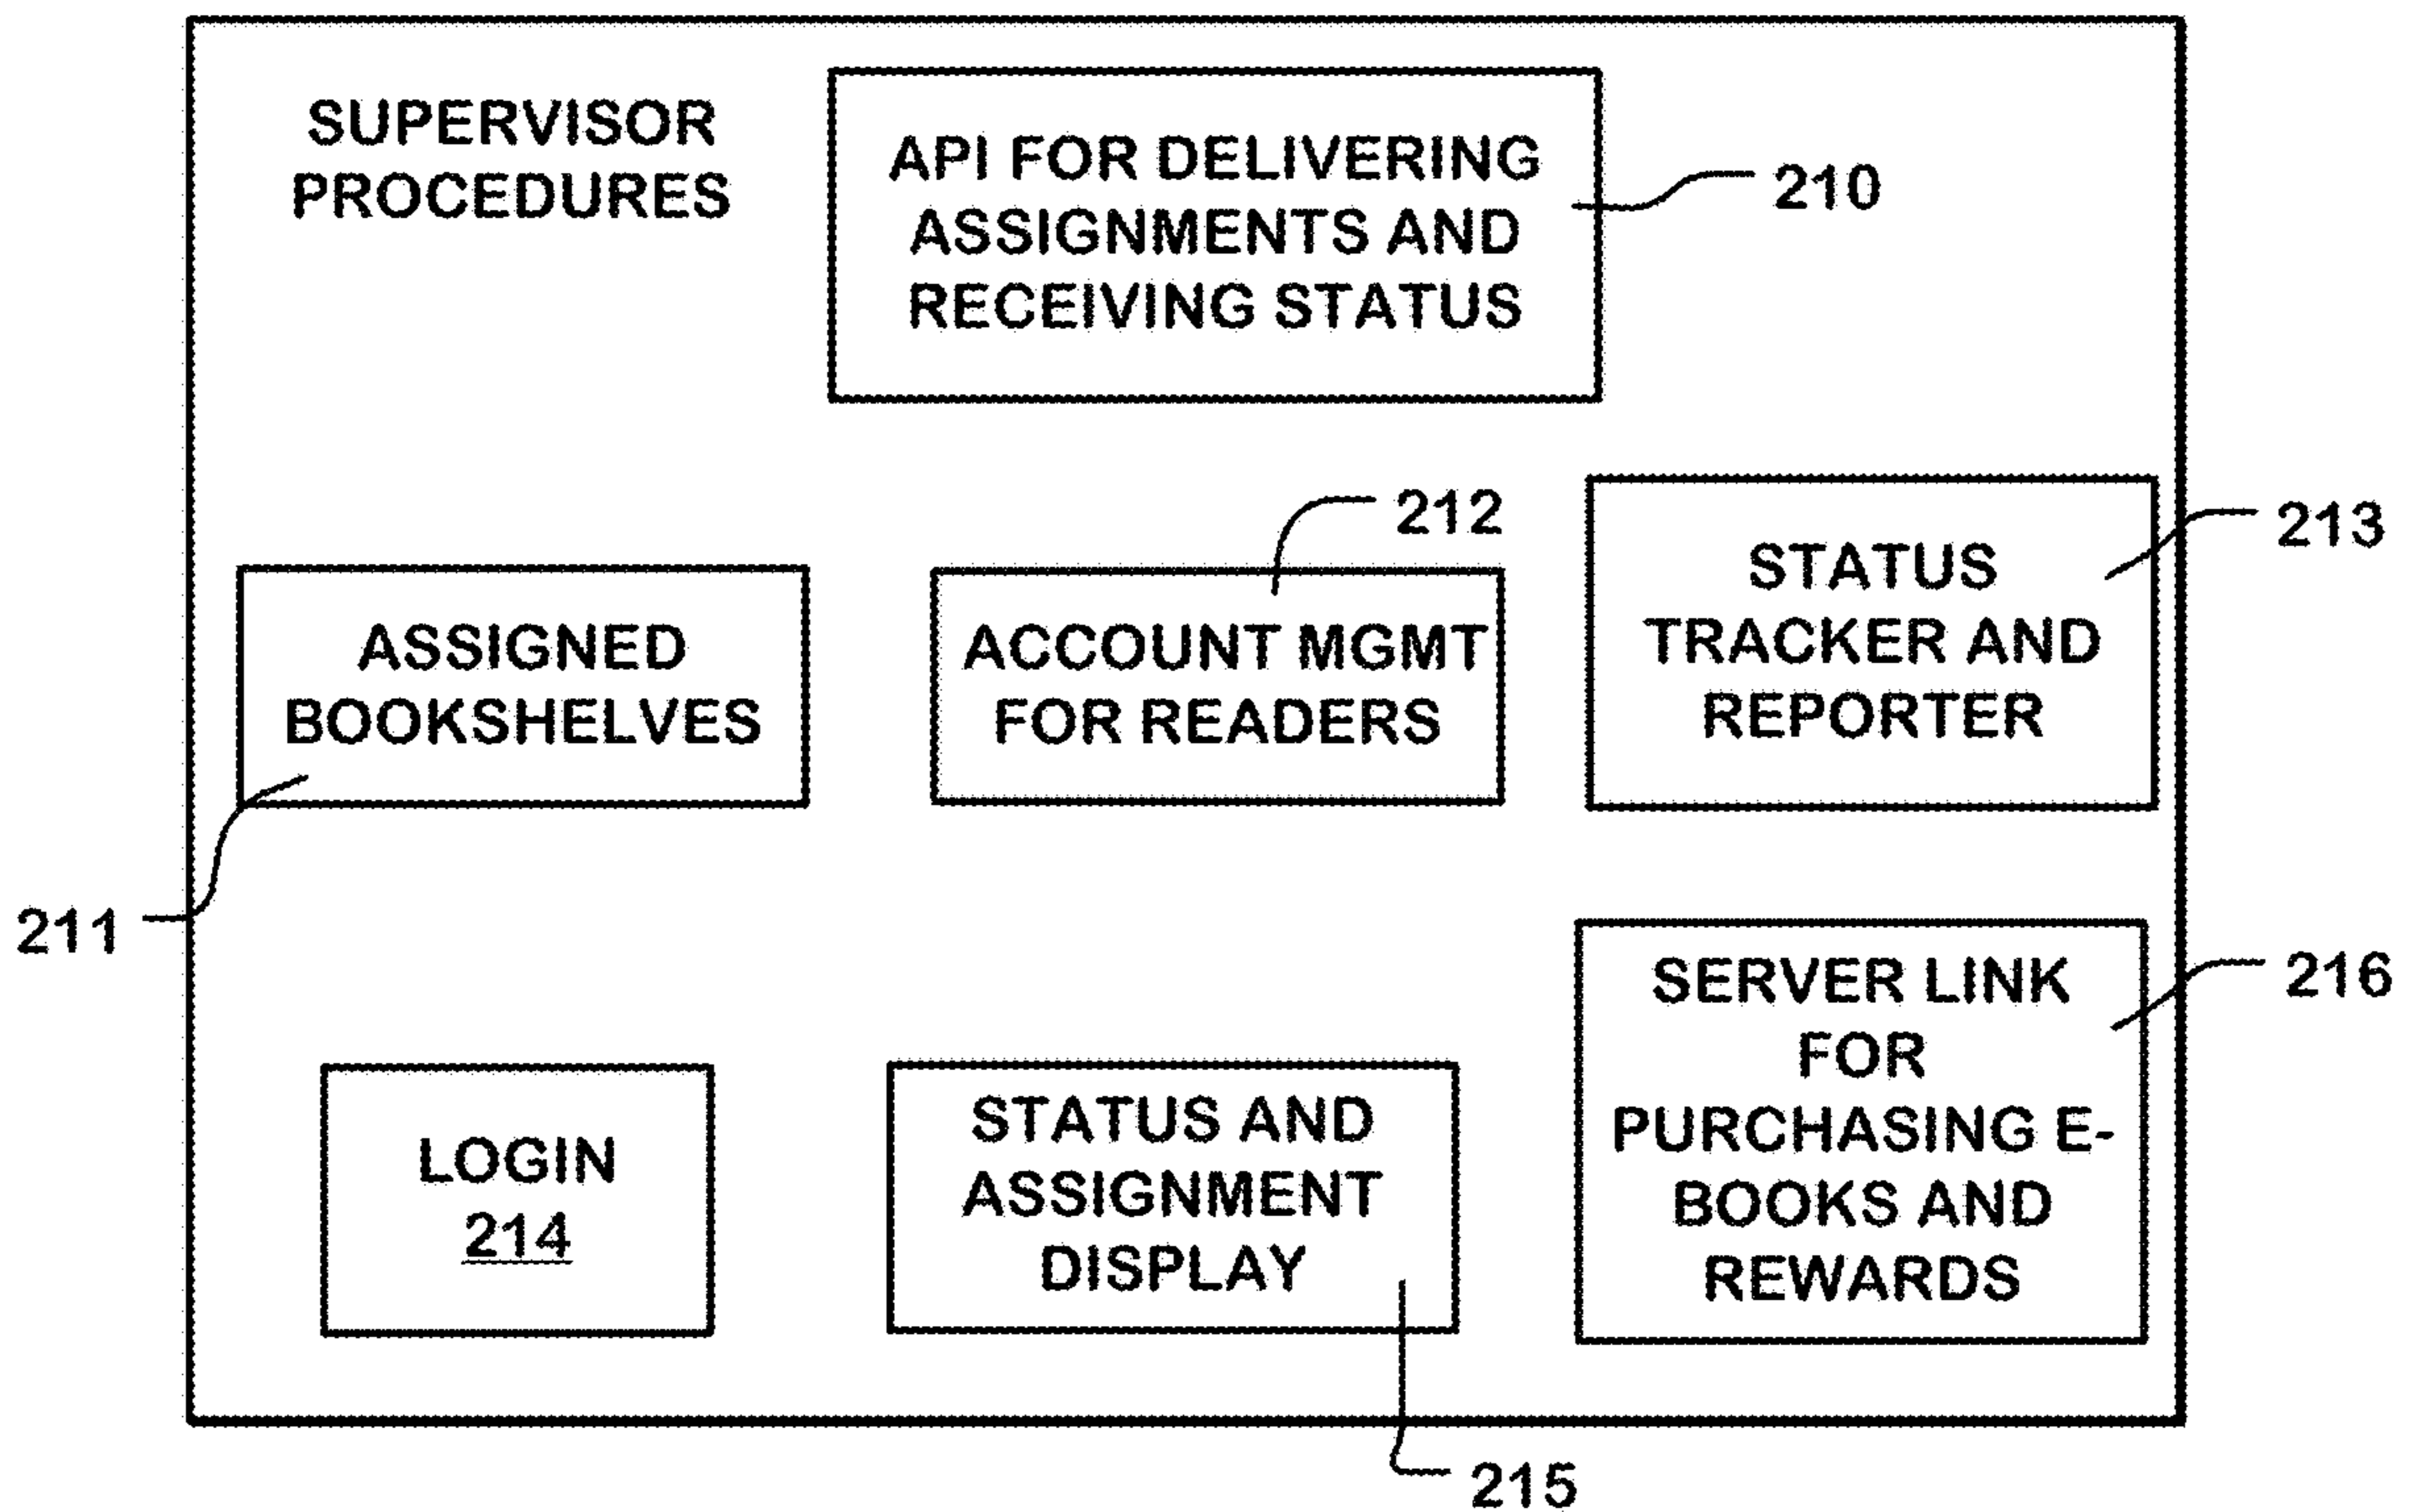 SUPERVISOR
PROCEDURES
API FOR DELIVERING
ASSIGNMENTS AND
RECEIVING STATUS
210
212
213
ASSIGNED
BOOKSHELVES
ACCOUNT MGMT
FOR READERS
STATUS
TRACKER AND
REPORTER
211
216
LOGIN
214
STATUS AND
ASSIGNMENT
DISPLAY
SERVER LINK
FOR
PURCHASING E-
BOOKS AND
REWARDS
215